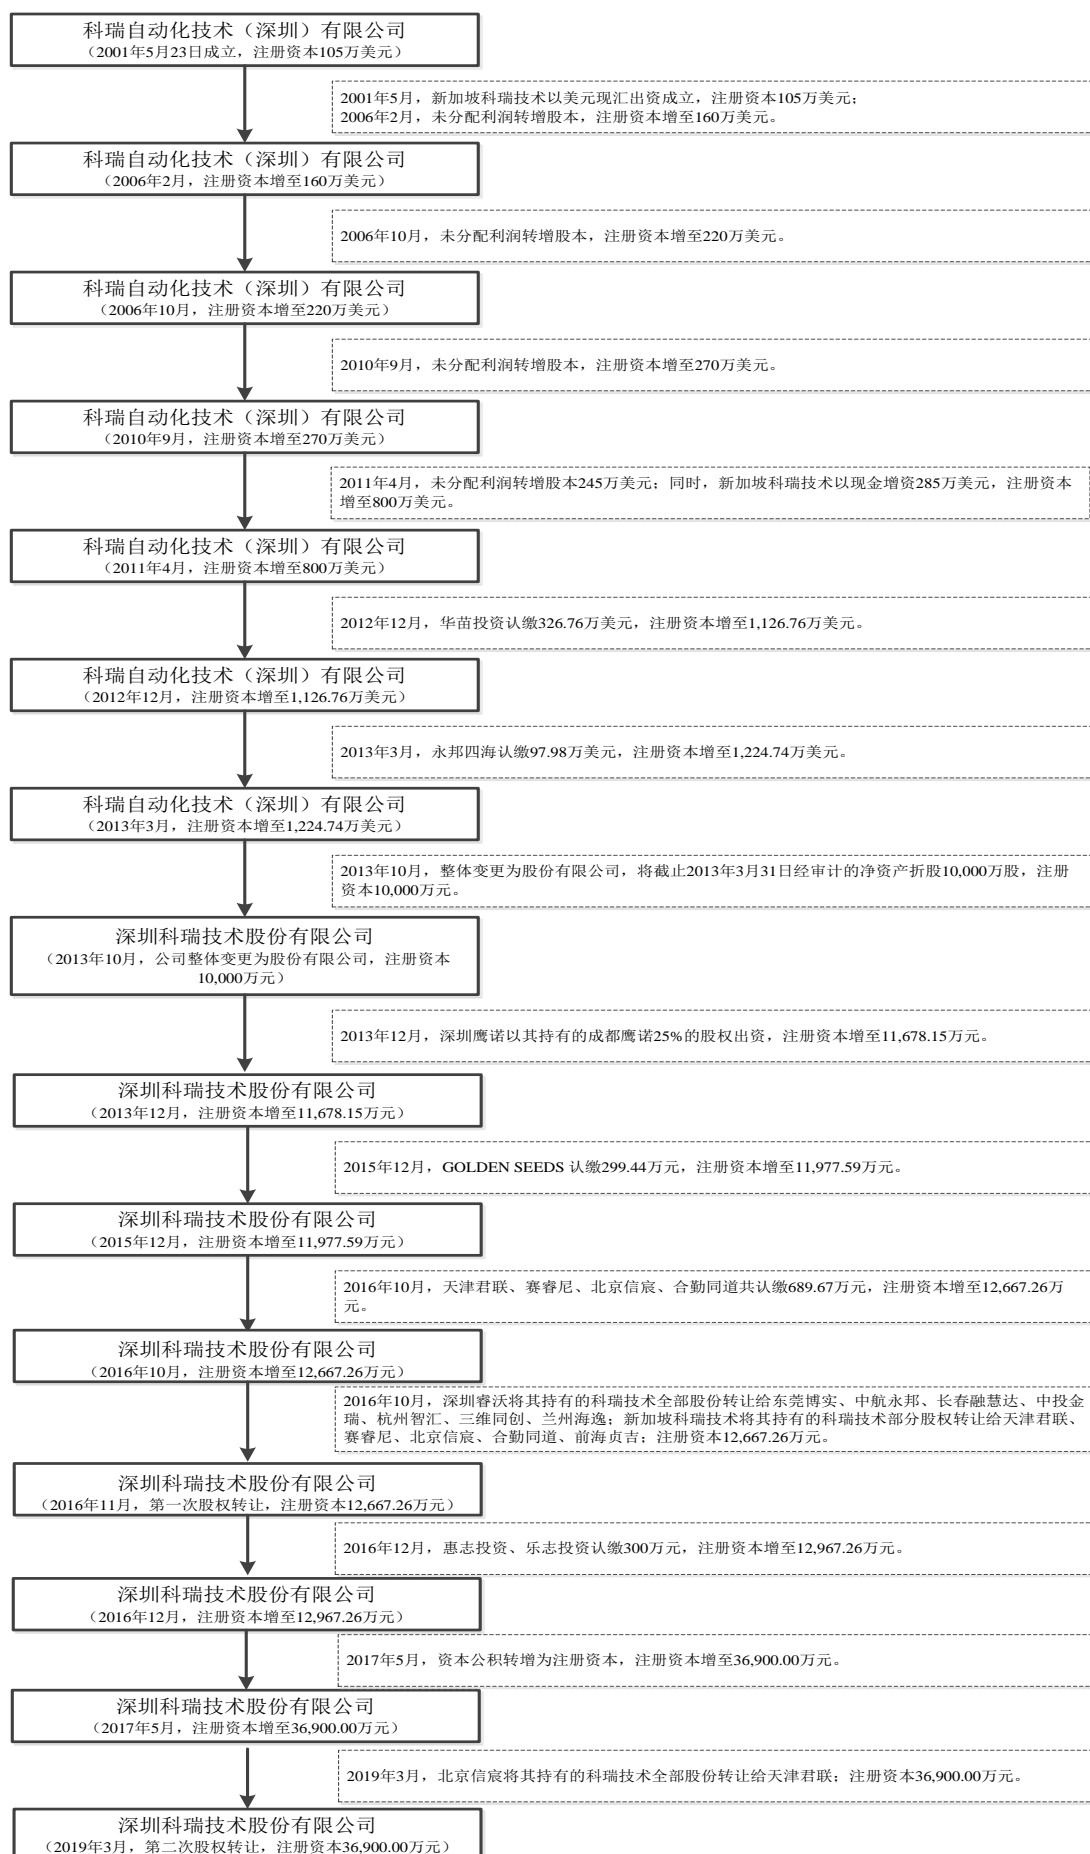 科瑞自动化技术（深圳）有限公司
（2001年5月23日成立，注册资本105万美元）
2001年5月，新加坡科瑞技术以美元现汇出资成立，注册资本105万美元；
2006年2月，未分配利润转增股本，注册资本增至160万美元。
科瑞自动化技术（深圳）有限公司
（2006年2月，注册资本增至160万美元）
2006年10月，未分配利润转增股本，注册资本增至220万美元。
科瑞自动化技术（深圳）有限公司
（2006年10月，注册资本增至220万美元）
2010年9月，未分配利润转增股本，注册资本增至270万美元。
科瑞自动化技术（深圳）有限公司
（2010年9月，注册资本增至270万美元）
2011年4月，未分配利润转增股本245万美元；同时，新加坡科瑞技术以现金增资285万美元，注册资本
增至800万美元。
科瑞自动化技术（深圳）有限公司
（2011年4月，注册资本增至800万美元）
2012年12月，华苗投资认缴326.76万美元，注册资本增至1,126.76万美元。
科瑞自动化技术（深圳）有限公司
（2012年12月，注册资本增至1,126.76万美元）
2013年3月，永邦四海认缴97.98万美元，注册资本增至1,224.74万美元。
科瑞自动化技术（深圳）有限公司
（2013年3月，注册资本增至1,224.74万美元）
2013年10月，整体变更为股份有限公司，将截止2013年3月31日经审计的净资产折股10,000万股，注册
资本10,000万元。
深圳科瑞技术股份有限公司
（2013年10月，公司整体变更为股份有限公司，注册资本
10,000万元）
2013年12月，深圳鹰诺以其持有的成都鹰诺25%的股权出资，注册资本增至11,678.15万元。
深圳科瑞技术股份有限公司
（2013年12月，注册资本增至11,678.15万元）
2015年12月，GOLDEN SEEDS 认缴299.44万元，注册资本增至11,977.59万元。
深圳科瑞技术股份有限公司
（2015年12月，注册资本增至11,977.59万元）
2016年10月，天津君联、赛睿尼、北京信宸、合勤同道共认缴689.67万元，注册资本增至12,667.26万
元。
深圳科瑞技术股份有限公司
（2016年10月，注册资本增至12,667.26万元）
2016年10月，深圳睿沃将其持有的科瑞技术全部股份转让给东莞博实、中航永邦、长春融慧达、中投金
瑞、杭州智汇、三维同创、兰州海逸；新加坡科瑞技术将其持有的科瑞技术部分股权转让给天津君联、
赛睿尼、北京信宸、合勤同道、前海贞吉；注册资本12,667.26万元。
深圳科瑞技术股份有限公司
（2016年11月，第一次股权转让，注册资本12,667.26万元）
2016年12月，惠志投资、乐志投资认缴300万元，注册资本增至12,967.26万元。
深圳科瑞技术股份有限公司
（2016年12月，注册资本增至12,967.26万元）
2017年5月，资本公积转增为注册资本，注册资本增至36,900.00万元。
深圳科瑞技术股份有限公司
（2017年5月，注册资本增至36,900.00万元）
2019年3月，北京信宸将其持有的科瑞技术全部股份转让给天津君联；注册资本36,900.00万元。
深圳科瑞技术股份有限公司
（2019年3月，第二次股权转让，注册资本36,900.00万元）